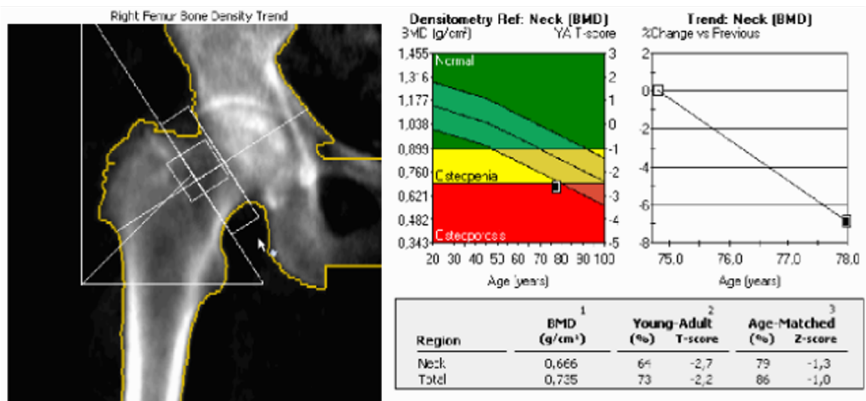 Right Femur Bone Density Trend
Densitometry Ref: Neck (BMD)
BMD (g/cm²) YA T-score
1,455 3
Normal
1,316 2
1,177 1
1,038 0
0,899 -1
0,760 -2
Osteopenia
0,621 -3
0,482 -4
Osteoporosis
0,343 -5
20 30 40 50 60 70 80 90 100
Age (years)
Trend: Neck (BMD)
%Change vs Previous
2
0
-2
-4
-6
-8
75.0 76.0 77.0 78.0
Age (years)
1 2 3
BMD Young-Adult Age-Matched
Region (g/cm²) (%) T-score (%) Z-score
Neck 0,666 64 -2,7 79 -1,3
Total 0,735 73 -2,2 86 -1,0